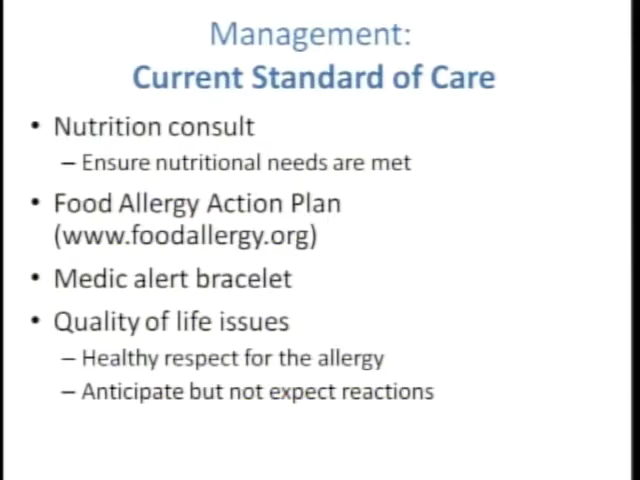 Management:
Current Standard of Care
• Nutrition consult
– Ensure nutritional needs are met
• Food Allergy Action Plan
(www.foodallergy.org)
• Medic alert bracelet
• Quality of life issues
– Healthy respect for the allergy
– Anticipate but not expect reactions